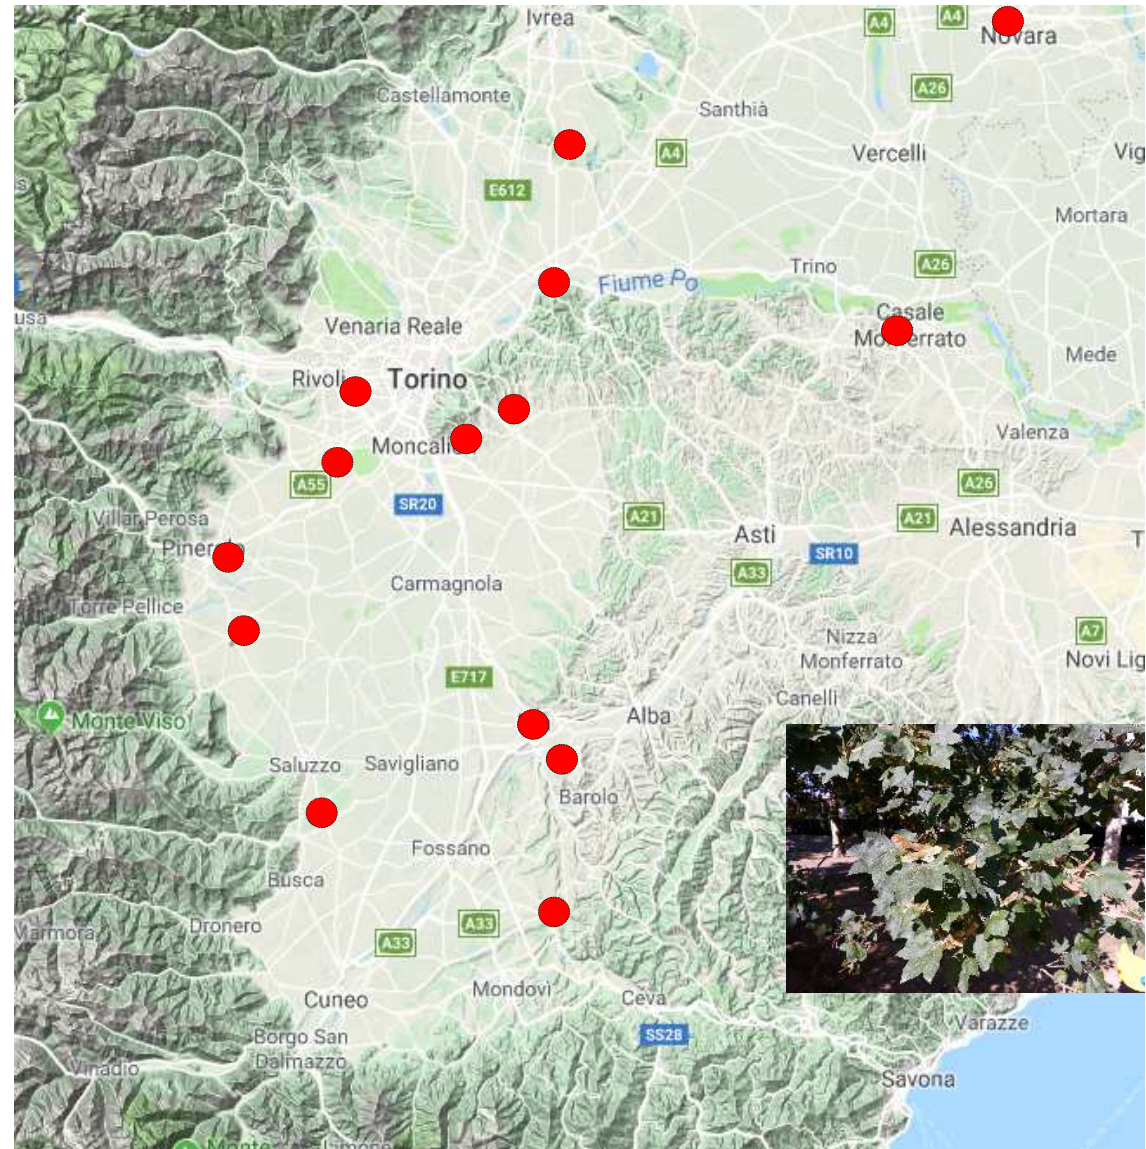 Ivrea
A4
A4
Novara
Castellamonte
A26
Santhià
A4
Vercelli
Vig
E612
Mortara
Trino
A26
Fiume Po
usa
Venaria Reale
Casale
Mede
Rivoli
Torino
Valenza
A55
SR20
A26
Villar Perosa
A21
A21
Alessandria
Asti
SR10
T
Carmagnola
A33
Torre Pellice
Nizza
Monferrato
A7
Novi Lig
E717
Canelli
Monte Viso
Alba
Saluzzo
Savigliano
Barolo
Fossano
Busca
Marmora
Dronero
A33
A33
Mondovì
Ceva
Cuneo
Varazze
Borgo San
Dalmazzo
SS28
Vinadio
Savona
Monte
Limone